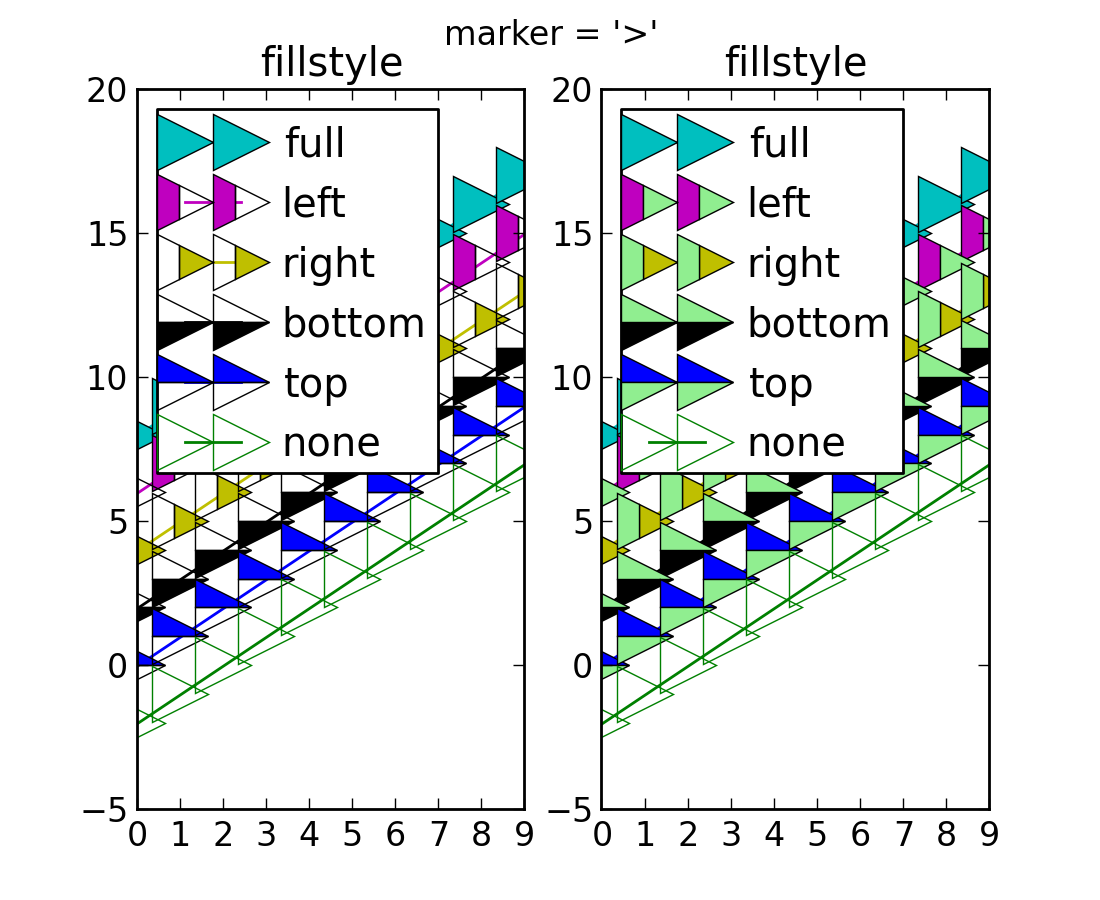 marker = '>'
fillstyle
20
15
10
5
0
−5
0 1 2 3 4 5 6 7 8 9
full
left
right
bottom
top
none
fillstyle
20
15
10
5
0
−5
0 1 2 3 4 5 6 7 8 9
full
left
right
bottom
top
none